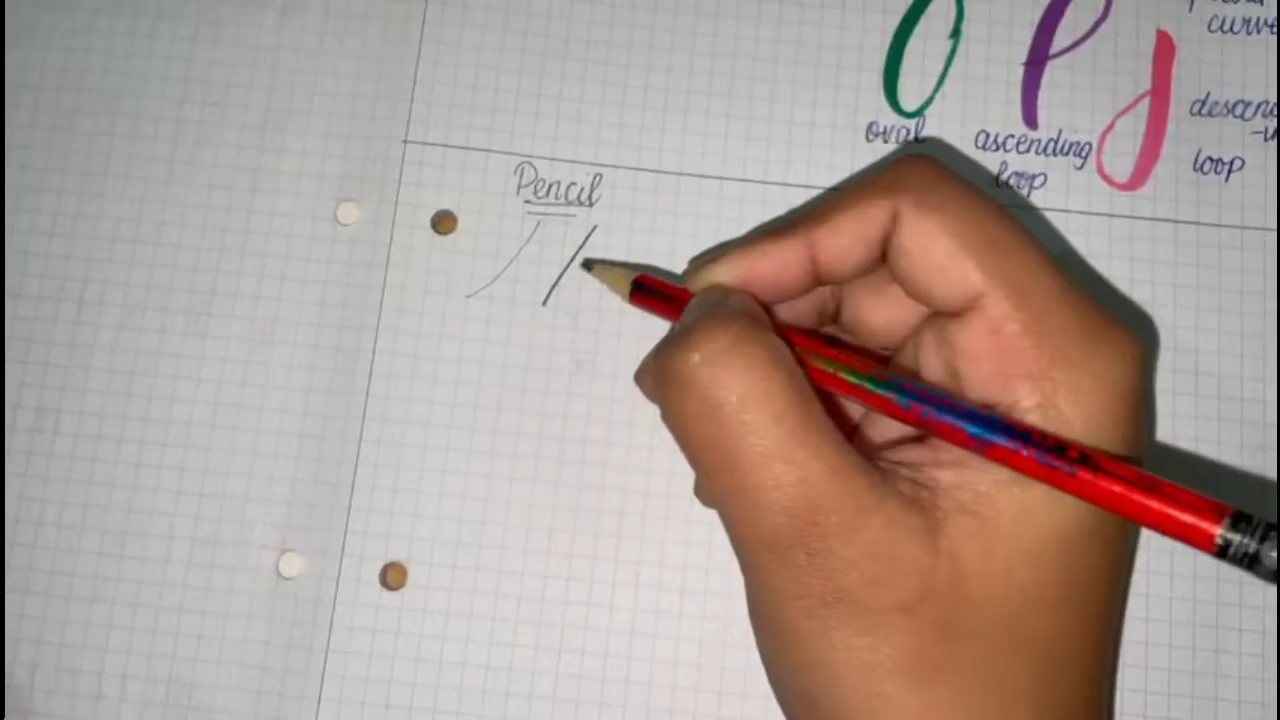 curve
oval
ascending
loop
loop
Pencil